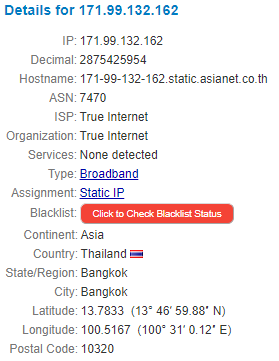 Details for 171.99.132.162
IP: 171.99.132.162
Decimal: 2875425954
Hostname: 171-99-132-162.static.asianet.co.th
ASN: 7470
ISP: True Internet
Organization: True Internet
Services: None detected
Type: Broadband
Assignment: Static IP
Blacklist: Click to Check Blacklist Status
Continent: Asia
Country: Thailand
State/Region: Bangkok
City: Bangkok
Latitude: 13.7833 (13° 46′ 59.88″ N)
Longitude: 100.5167 (100° 31′ 0.12″ E)
Postal Code: 10320